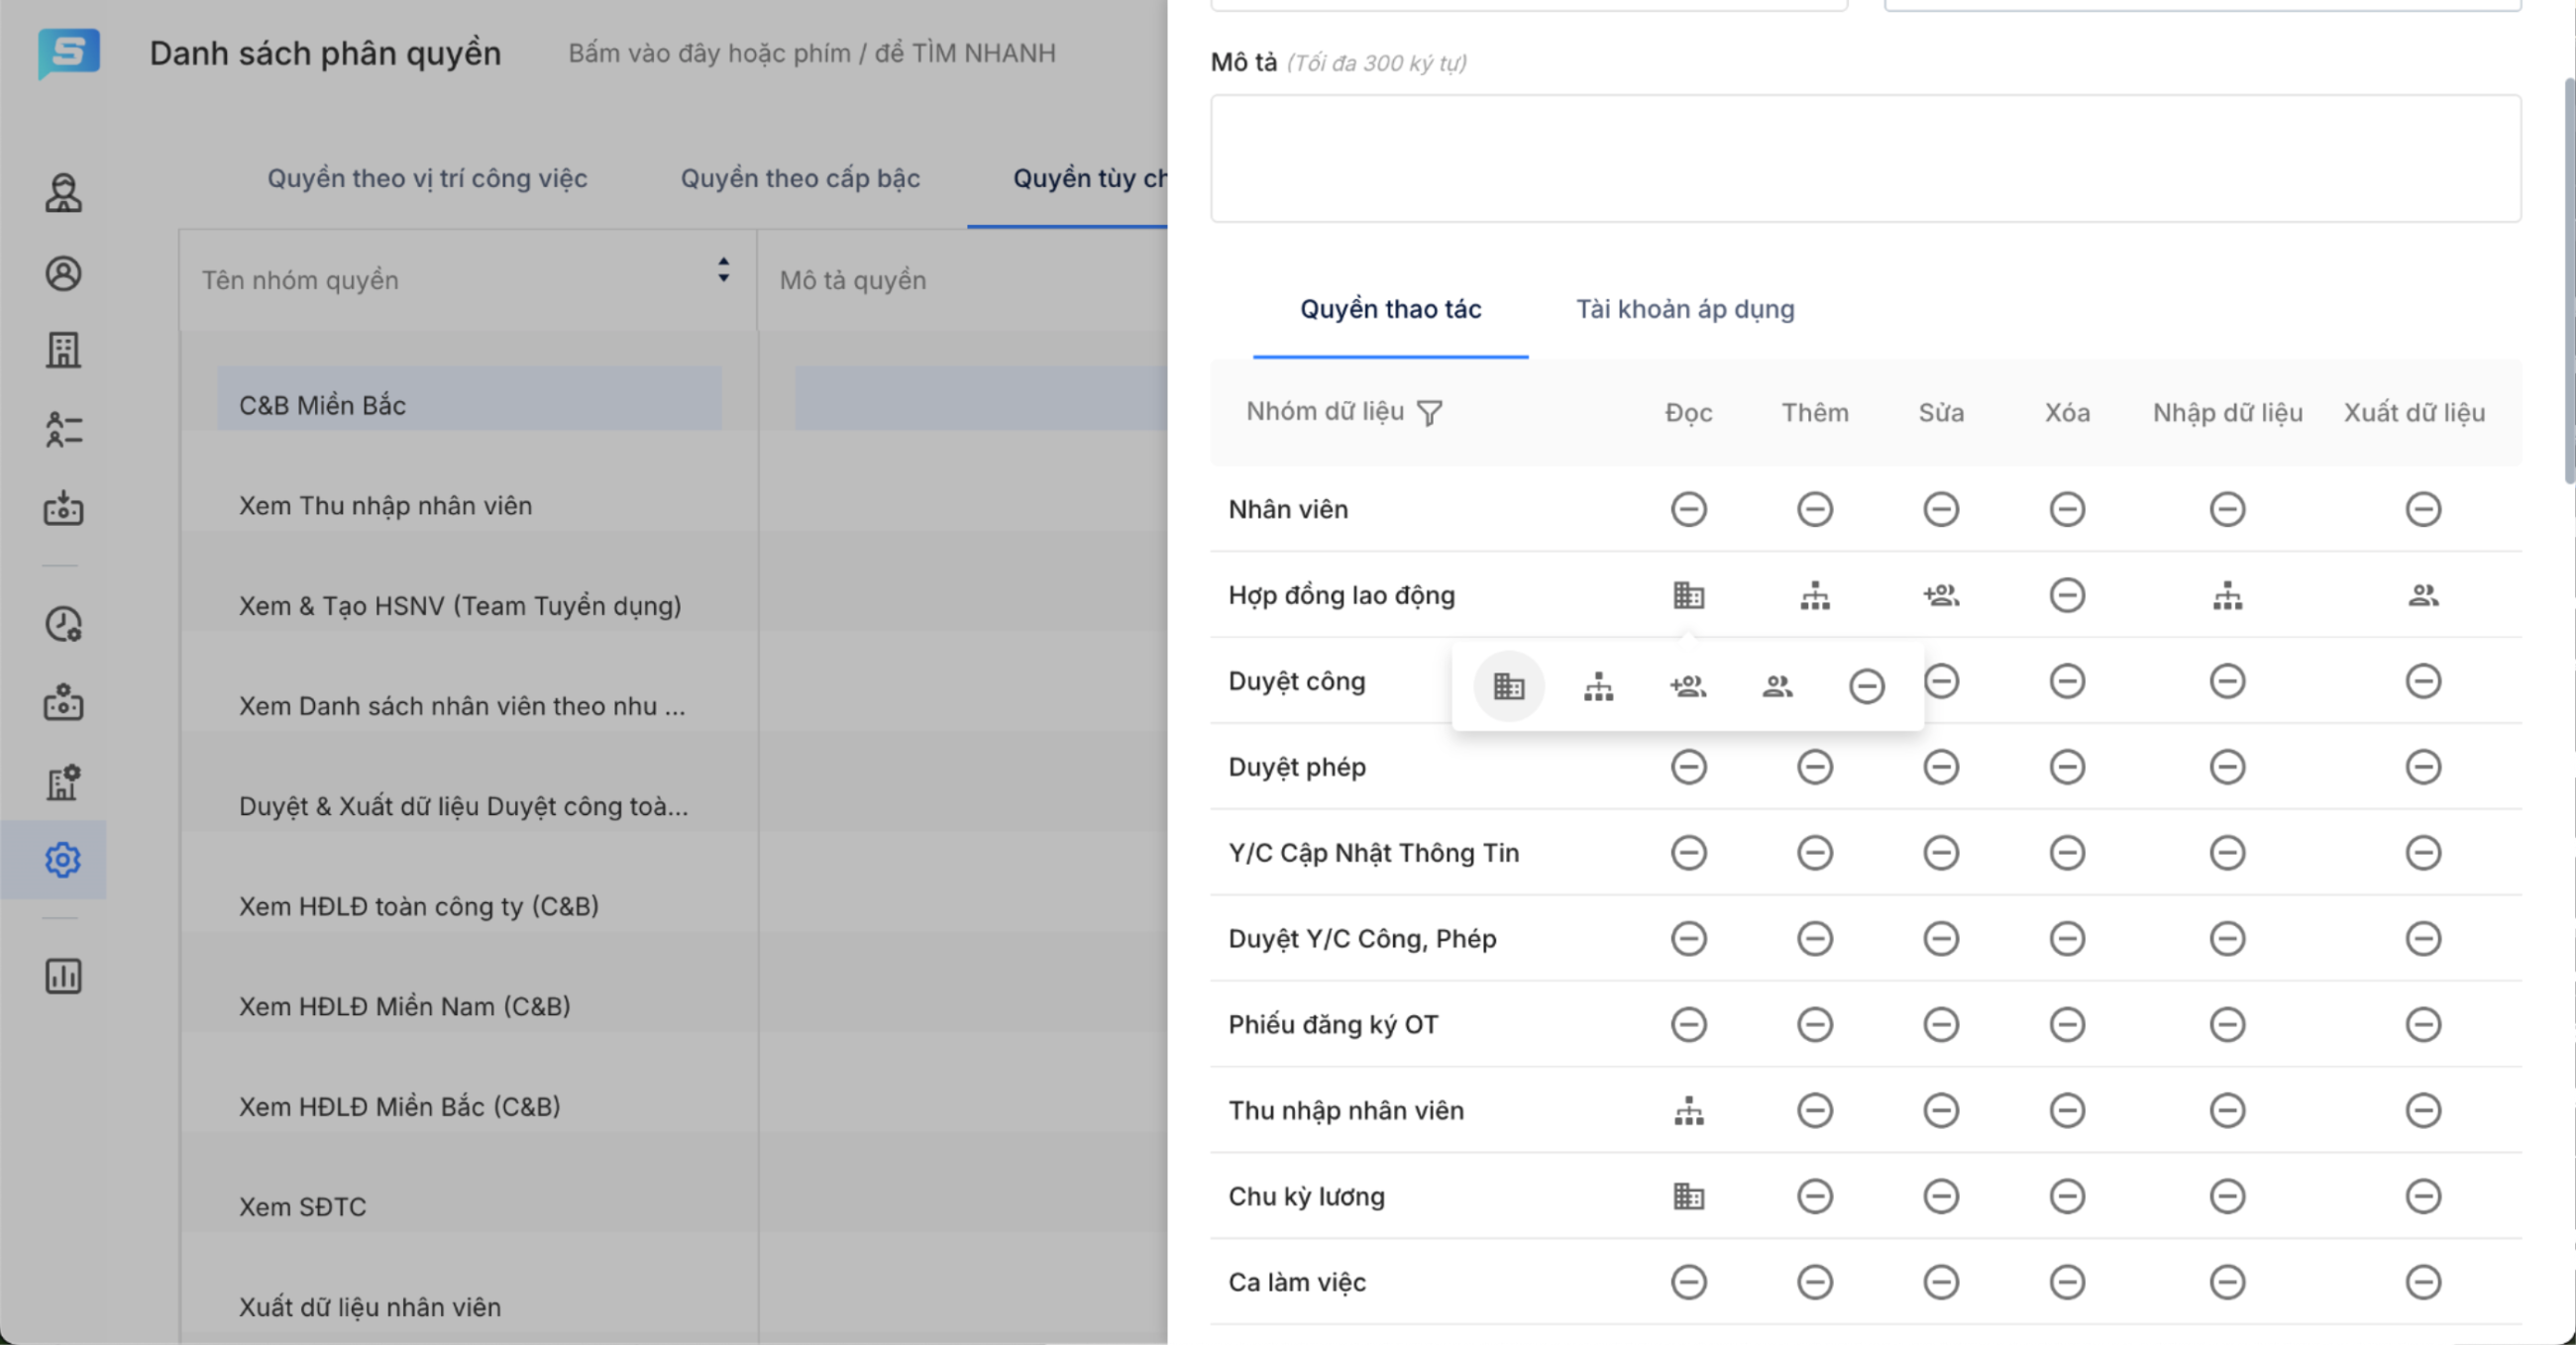 Danh sách phân quyền
Bấm vào đây hoặc phím / để TÌM NHANH
Quyền theo vị trí công việc
Quyền theo cấp bậc
Quyền tùy ch
Tên nhóm quyền
Mô tả quyền
C&B Miền Bắc
Xem Thu nhập nhân viên
Xem & Tạo HSNV (Team Tuyển dụng)
Xem Danh sách nhân viên theo nhu ...
Duyệt & Xuất dữ liệu Duyệt công toà...
Xem HĐLĐ toàn công ty (C&B)
Xem HĐLĐ Miền Nam (C&B)
Xem HĐLĐ Miền Bắc (C&B)
Xem SĐTC
Xuất dữ liệu nhân viên
Mô tả (Tối đa 300 ký tự)
Quyền thao tác
Tài khoản áp dụng
Nhóm dữ liệu
Đọc
Thêm
Sửa
Xóa
Nhập dữ liệu
Xuất dữ liệu
Nhân viên
Hợp đồng lao động
Duyệt công
Duyệt phép
Y/C Cập Nhật Thông Tin
Duyệt Y/C Công, Phép
Phiếu đăng ký OT
Thu nhập nhân viên
Chu kỳ lương
Ca làm việc